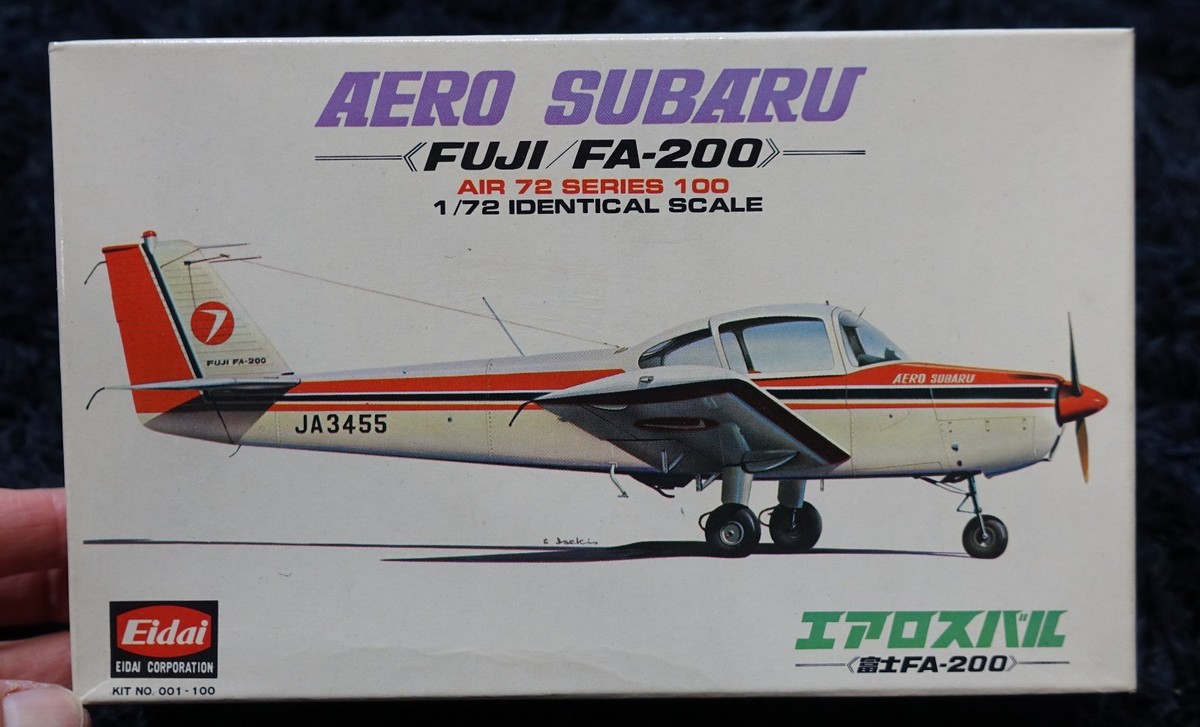 AERO SUBARU
《FUJI/FA-200》
AIR 72 SERIES 100
1/72 IDENTICAL SCALE
7
FUJI FA-200
AERO SUBARU
JA3455
Eidai
EIDAI CORPORATION
KIT NO. 001-100
エアロスバル
《富士FA-200》